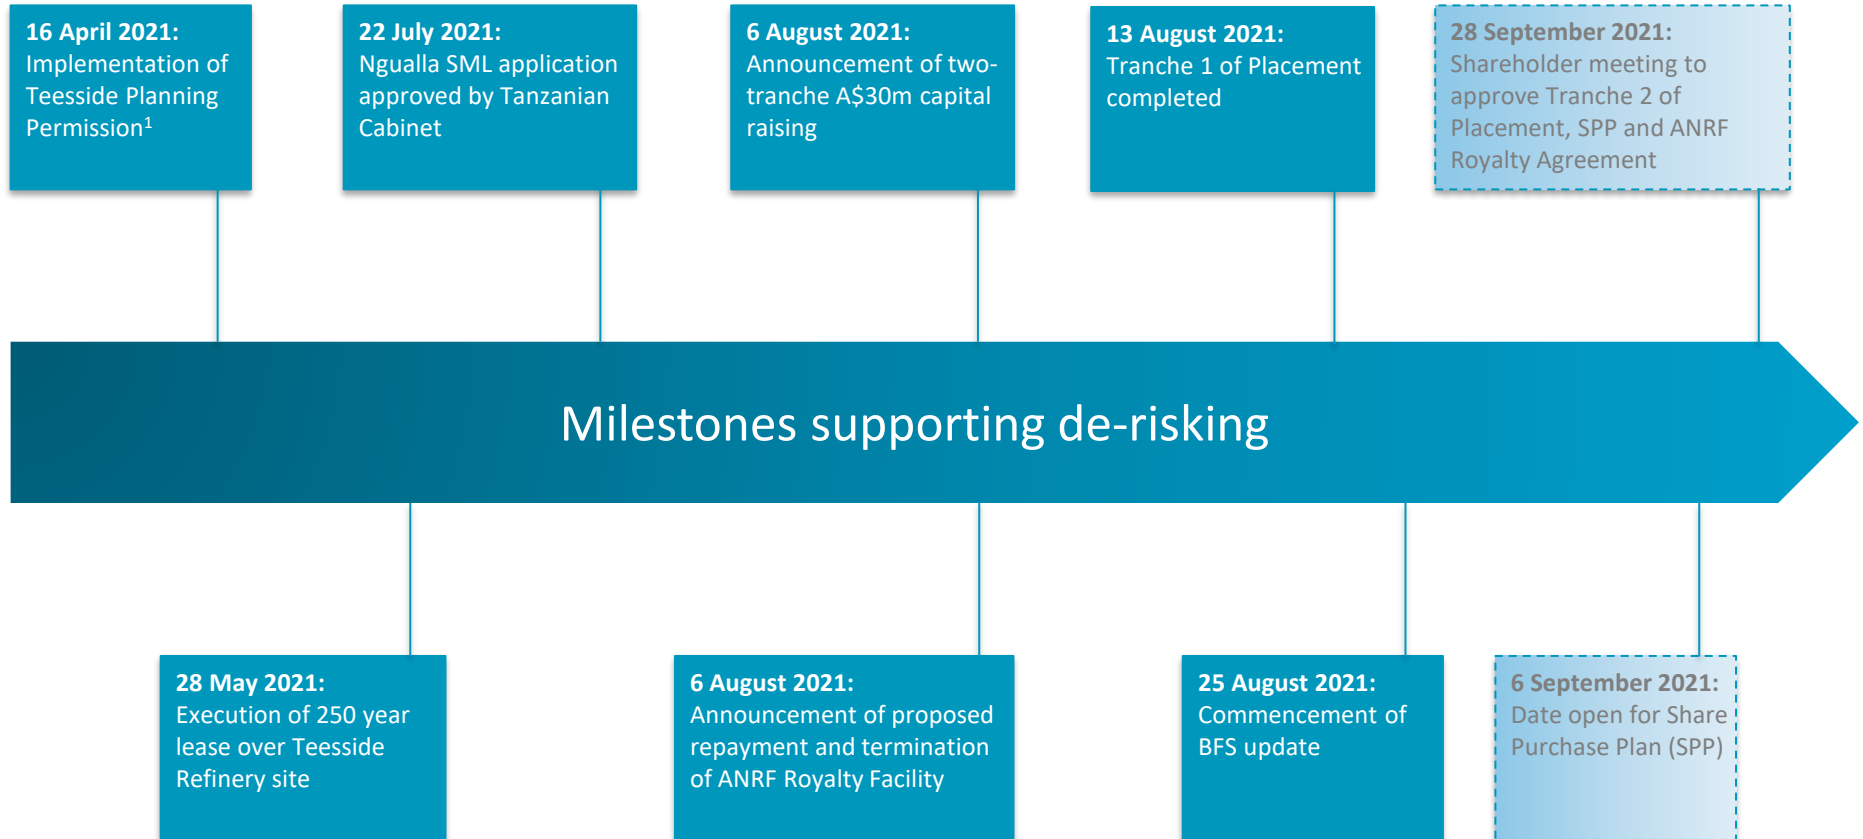 16 April 2021:
Implementation of
Teesside Planning
Permission¹
22 July 2021:
Ngualla SML application
approved by Tanzanian
Cabinet
6 August 2021:
Announcement of two-
tranche A$30m capital
raising
13 August 2021:
Tranche 1 of Placement
completed
28 September 2021:
Shareholder meeting to
approve Tranche 2 of
Placement, SPP and ANRF
Royalty Agreement
Milestones supporting de-risking
28 May 2021:
Execution of 250 year
lease over Teesside
Refinery site
6 August 2021:
Announcement of proposed
repayment and termination
of ANRF Royalty Facility
25 August 2021:
Commencement of
BFS update
6 September 2021:
Date open for Share
Purchase Plan (SPP)